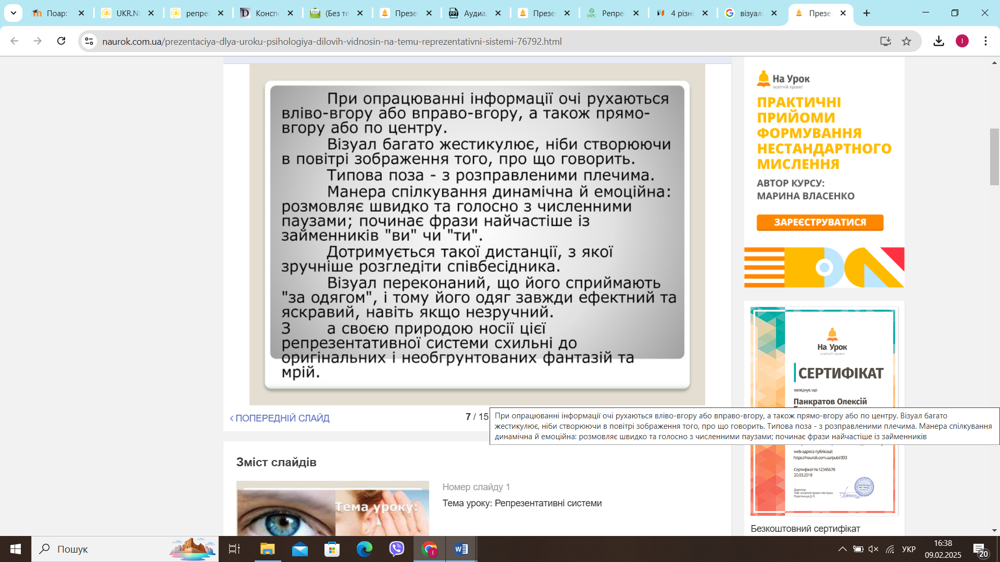 Поар:
UKR.NE
репре
Конспе
(Без те
Презе
Аудиа
Презе
Репре
4 різні
візуал
Презе
naurok.com.ua/prezentaciya-dlya-uroku-psihologiya-dilovih-vidnosin-na-temu-reprezentativni-sistemi-76792.html
При опрацюванні інформації очі рухаються
вліво-вгору або вправо-вгору, а також прямо-
вгору або по центру.
Візуал багато жестикулює, ніби створюючи
в повітрі зображення того, про що говорить.
Типова поза - з розправленими плечима.
Манера спілкування динамічна й емоційна:
розмовляє швидко та голосно з численними
паузами; починає фрази найчастіше із
займенників "ви" чи "ти".
Дотримується такої дистанції, з якої
зручніше розгледіти співбесідника.
Візуал переконаний, що його сприймають
"за одягом", і тому його одяг завжди ефектний та
яскравий, навіть якщо незручний.
З а своєю природою носії цієї
репрезентативної системи схильні до
оригінальних і необгрунтованих фантазій та
мрій.
‹ ПОПЕРЕДНІЙ СЛАЙД
7 / 15
При опрацюванні інформації очі рухаються вліво-вгору або вправо-вгору, а також прямо-вгору або по центру. Візуал багато
жестикулює, ніби створюючи в повітрі зображення того, про що говорить. Типова поза - з розправленими плечима. Манера спілкування
динамічна й емоційна: розмовляє швидко та голосно з численними паузами; починає фрази найчастіше із займенників
Зміст слайдів
Тема уроку:
Номер слайду 1
Тема уроку: Репрезентативні системи
На Урок
освітній проект
ПРАКТИЧНІ
ПРИЙОМИ
ФОРМУВАННЯ
НЕСТАНДАРТНОГО
МИСЛЕННЯ
АВТОР КУРСУ:
МАРИНА ВЛАСЕНКО
ЗАРЕЄСТРУВАТИСЯ
На Урок
освітній проект
СЕРТИФІКАТ
засвідчує, що
Панкратов Олексій
web-адреса публікації:
https://naurok.com.ua/publ/333
Сертифікат № 12345678
20.03.2018
Директор
ТОВ «Освітній проект «На Урок»
Безкоштовний сертифікат
Пошук
УКР
16:38
09.02.2025
20